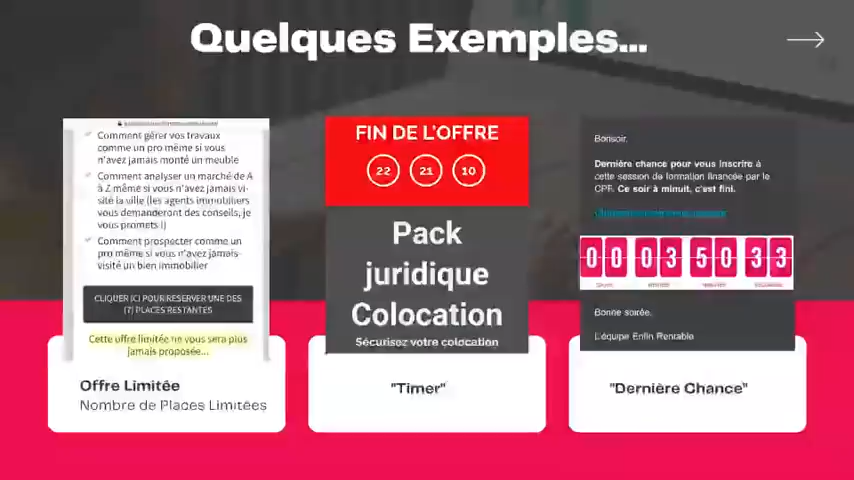 Quelques Exemples...
Comment gérer vos travaux
comme un pro même si vous
n'avez jamais monté un meuble
Comment analyser un marché de A
à Z même si vous n'avez jamais vi-
sité la ville (les agents immobiliers
vous demanderont des conseils, je
vous promets !)
Comment prospecter comme un
pro même si vous n'avez jamais
visité un bien immobilier
CLIQUER ICI POUR RESERVER UNE DES
(7) PLACES RESTANTES
Cette offre limitée ne vous sera plus
jamais proposée...
Offre Limitée
Nombre de Places Limitées
FIN DE L'OFFRE
22 21 10
Pack
juridique
Colocation
Sécurisez votre colocation
"Timer"
Bonsoir,
Dernière chance pour vous inscrire à
cette session de formation financée par le
CPF. Ce soir à minuit, c'est fini.
00 03 50 33
Bonne soirée,
L'équipe Enfin Rentable
"Dernière Chance"